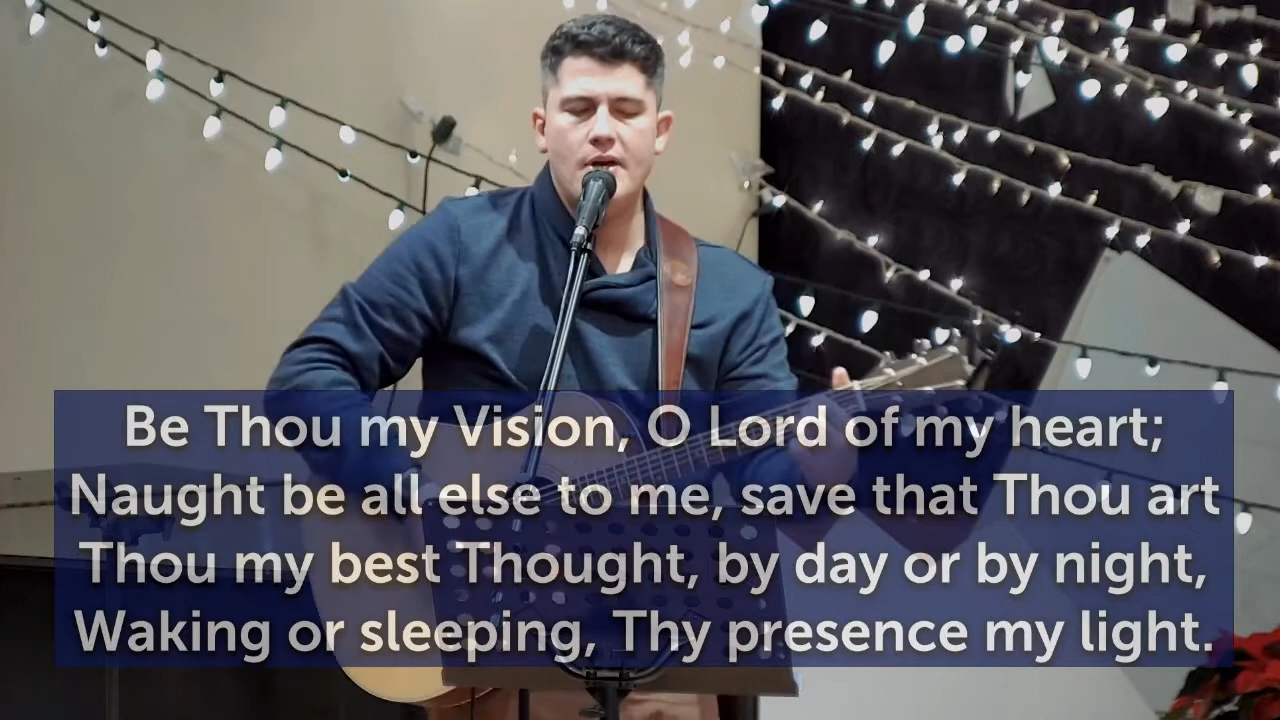 Be Thou my Vision, O Lord of my heart;
Naught be all else to me, save that Thou art
Thou my best Thought, by day or by night,
Waking or sleeping, Thy presence my light.